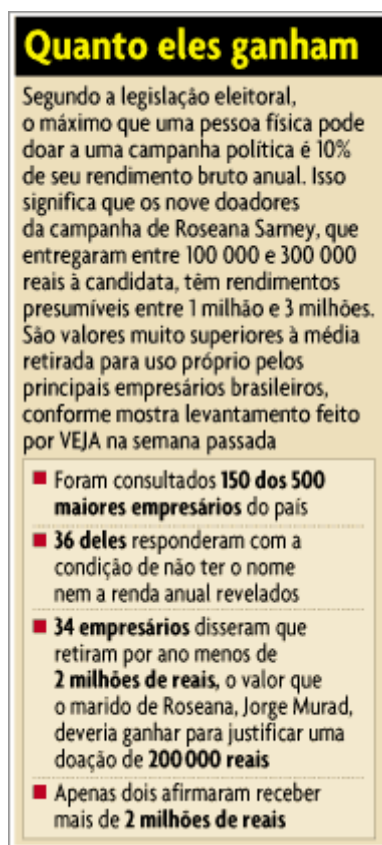 Quanto eles ganham
Segundo a legislação eleitoral,
o máximo que uma pessoa física pode
doar a uma campanha política é 10%
de seu rendimento bruto anual. Isso
significa que os nove doadores
da campanha de Roseana Sarney, que
entregaram entre 100 000 e 300 000
reais à candidata, têm rendimentos
presumíveis entre 1 milhão e 3 milhões.
São valores muito superiores à média
retirada para uso próprio pelos
principais empresários brasileiros,
conforme mostra levantamento feito
por VEJA na semana passada
Foram consultados 150 dos 500
maiores empresários do país
36 deles responderam com a
condição de não ter o nome
nem a renda anual revelados
34 empresários disseram que
retiram por ano menos de
2 milhões de reais, o valor que
o marido de Roseana, Jorge Murad,
deveria ganhar para justificar uma
doação de 200 000 reais
Apenas dois afirmaram receber
mais de 2 milhões de reais